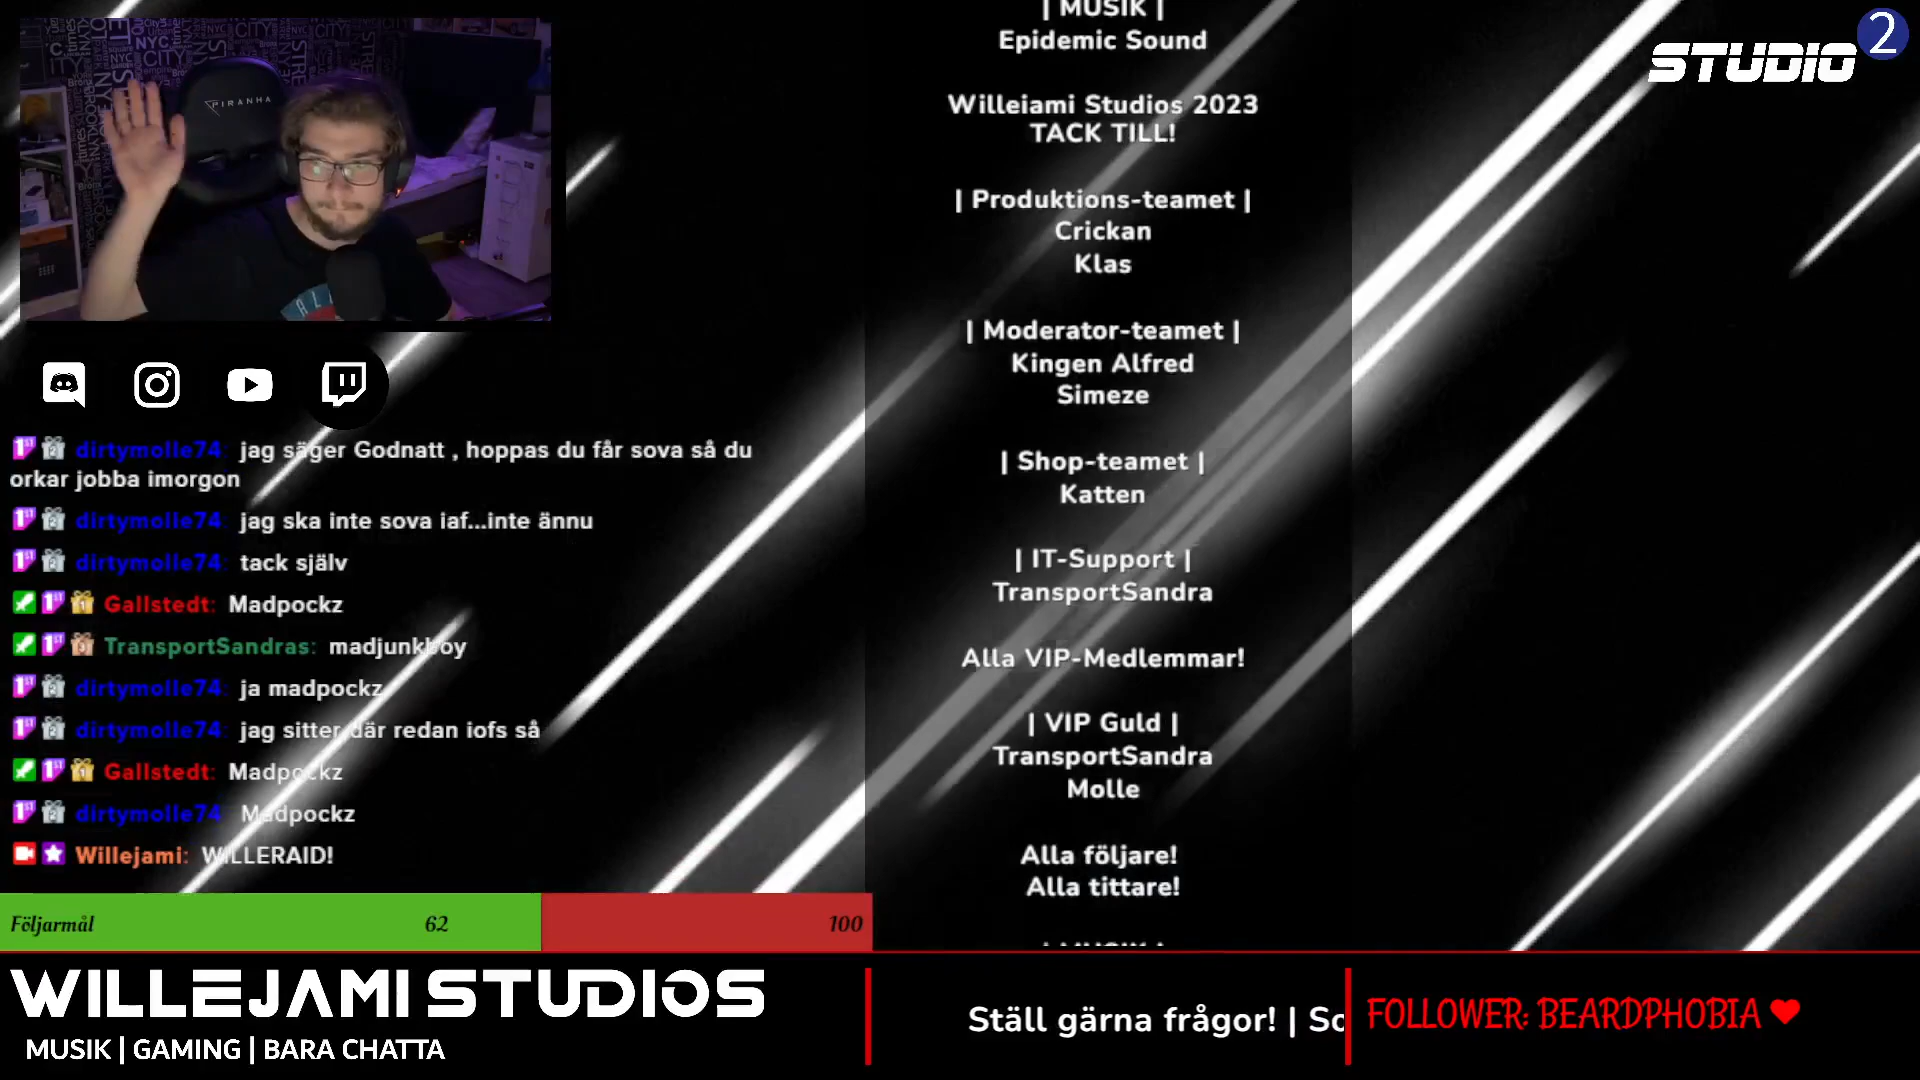 PIRANHA
NYC
CITY
dirtymolle74: jag säger Godnatt , hoppas du får sova så du
orkar jobba imorgon
dirtymolle74: jag ska inte sova iaf...inte ännu
dirtymolle74: tack själv
Gallstedt: Madpockz
TransportSandras: madjunkboy
dirtymolle74: ja madpockz
dirtymolle74: jag sitter där redan iofs så
Gallstedt: Madpockz
dirtymolle74: Madpockz
Willejami: WILLERAID!
Följarmål 62 100
| MUSIK |
Epidemic Sound
Willeiami Studios 2023
TACK TILL!
| Produktions-teamet |
Crickan
Klas
| Moderator-teamet |
Kingen Alfred
Simeze
| Shop-teamet |
Katten
| IT-Support |
TransportSandra
Alla VIP-Medlemmar!
| VIP Guld |
TransportSandra
Molle
Alla följare!
Alla tittare!
| MUSIK |
STUDIO 2
WILLEJAMI STUDIOS
MUSIK | GAMING | BARA CHATTA
Ställ gärna frågor! | So
FOLLOWER: BEARDPHOBIA